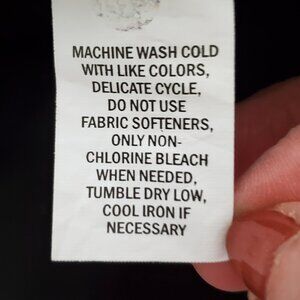 MACHINE WASH COLD
WITH LIKE COLORS,
DELICATE CYCLE,
DO NOT USE
FABRIC SOFTENERS,
ONLY NON-
CHLORINE BLEACH
WHEN NEEDED,
TUMBLE DRY LOW,
COOL IRON IF
NECESSARY